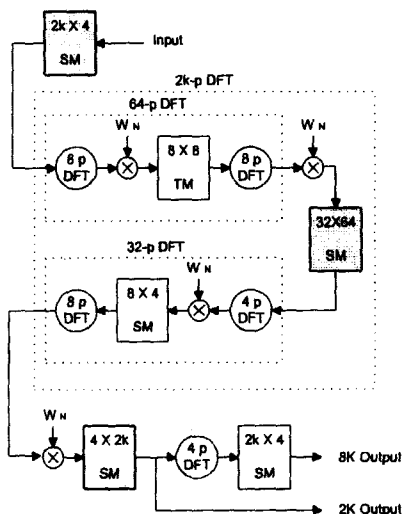 2k X 4
SM
Input
2k-p DFT
64-p DFT
W N
W N
8 p
DFT
8 X 8
TM
8 p
DFT
32X64
SM
32-p DFT
W N
8 p
DFT
8 X 4
SM
4 p
DFT
W N
4 X 2k
SM
4 p
DFT
2k X 4
SM
8K Output
2K Output